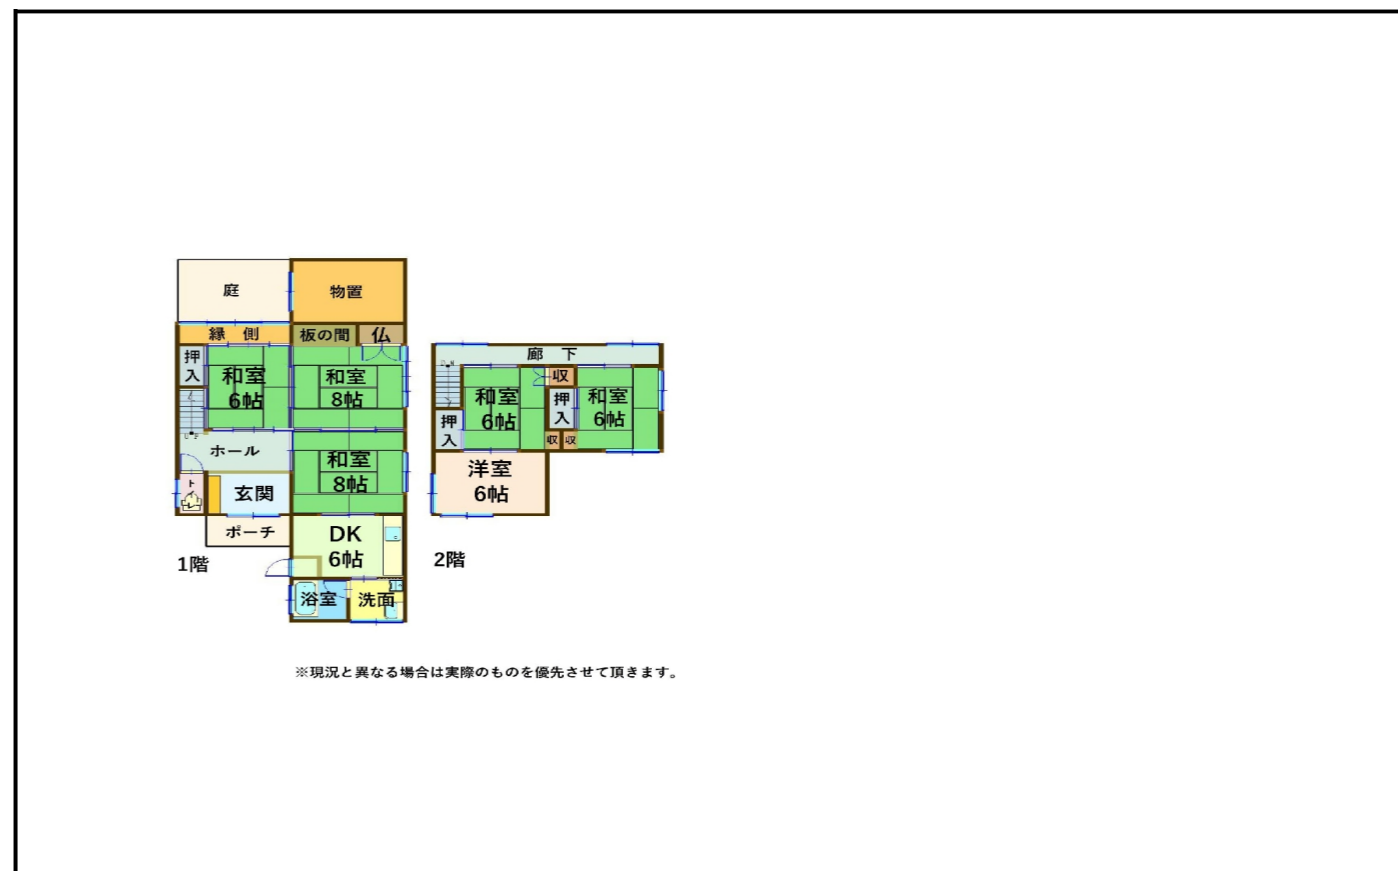 庭
物置
縁 側
板の間
仏
押入
和室
6帖
和室
8帖
ホール
和室
8帖
ト
玄関
ポーチ
DK
6帖
浴室
洗面
1階
廊 下
和室
6帖
収
押入
和室
6帖
押入
収
収
洋室
6帖
2階
※現況と異なる場合は実際のものを優先させて頂きます。